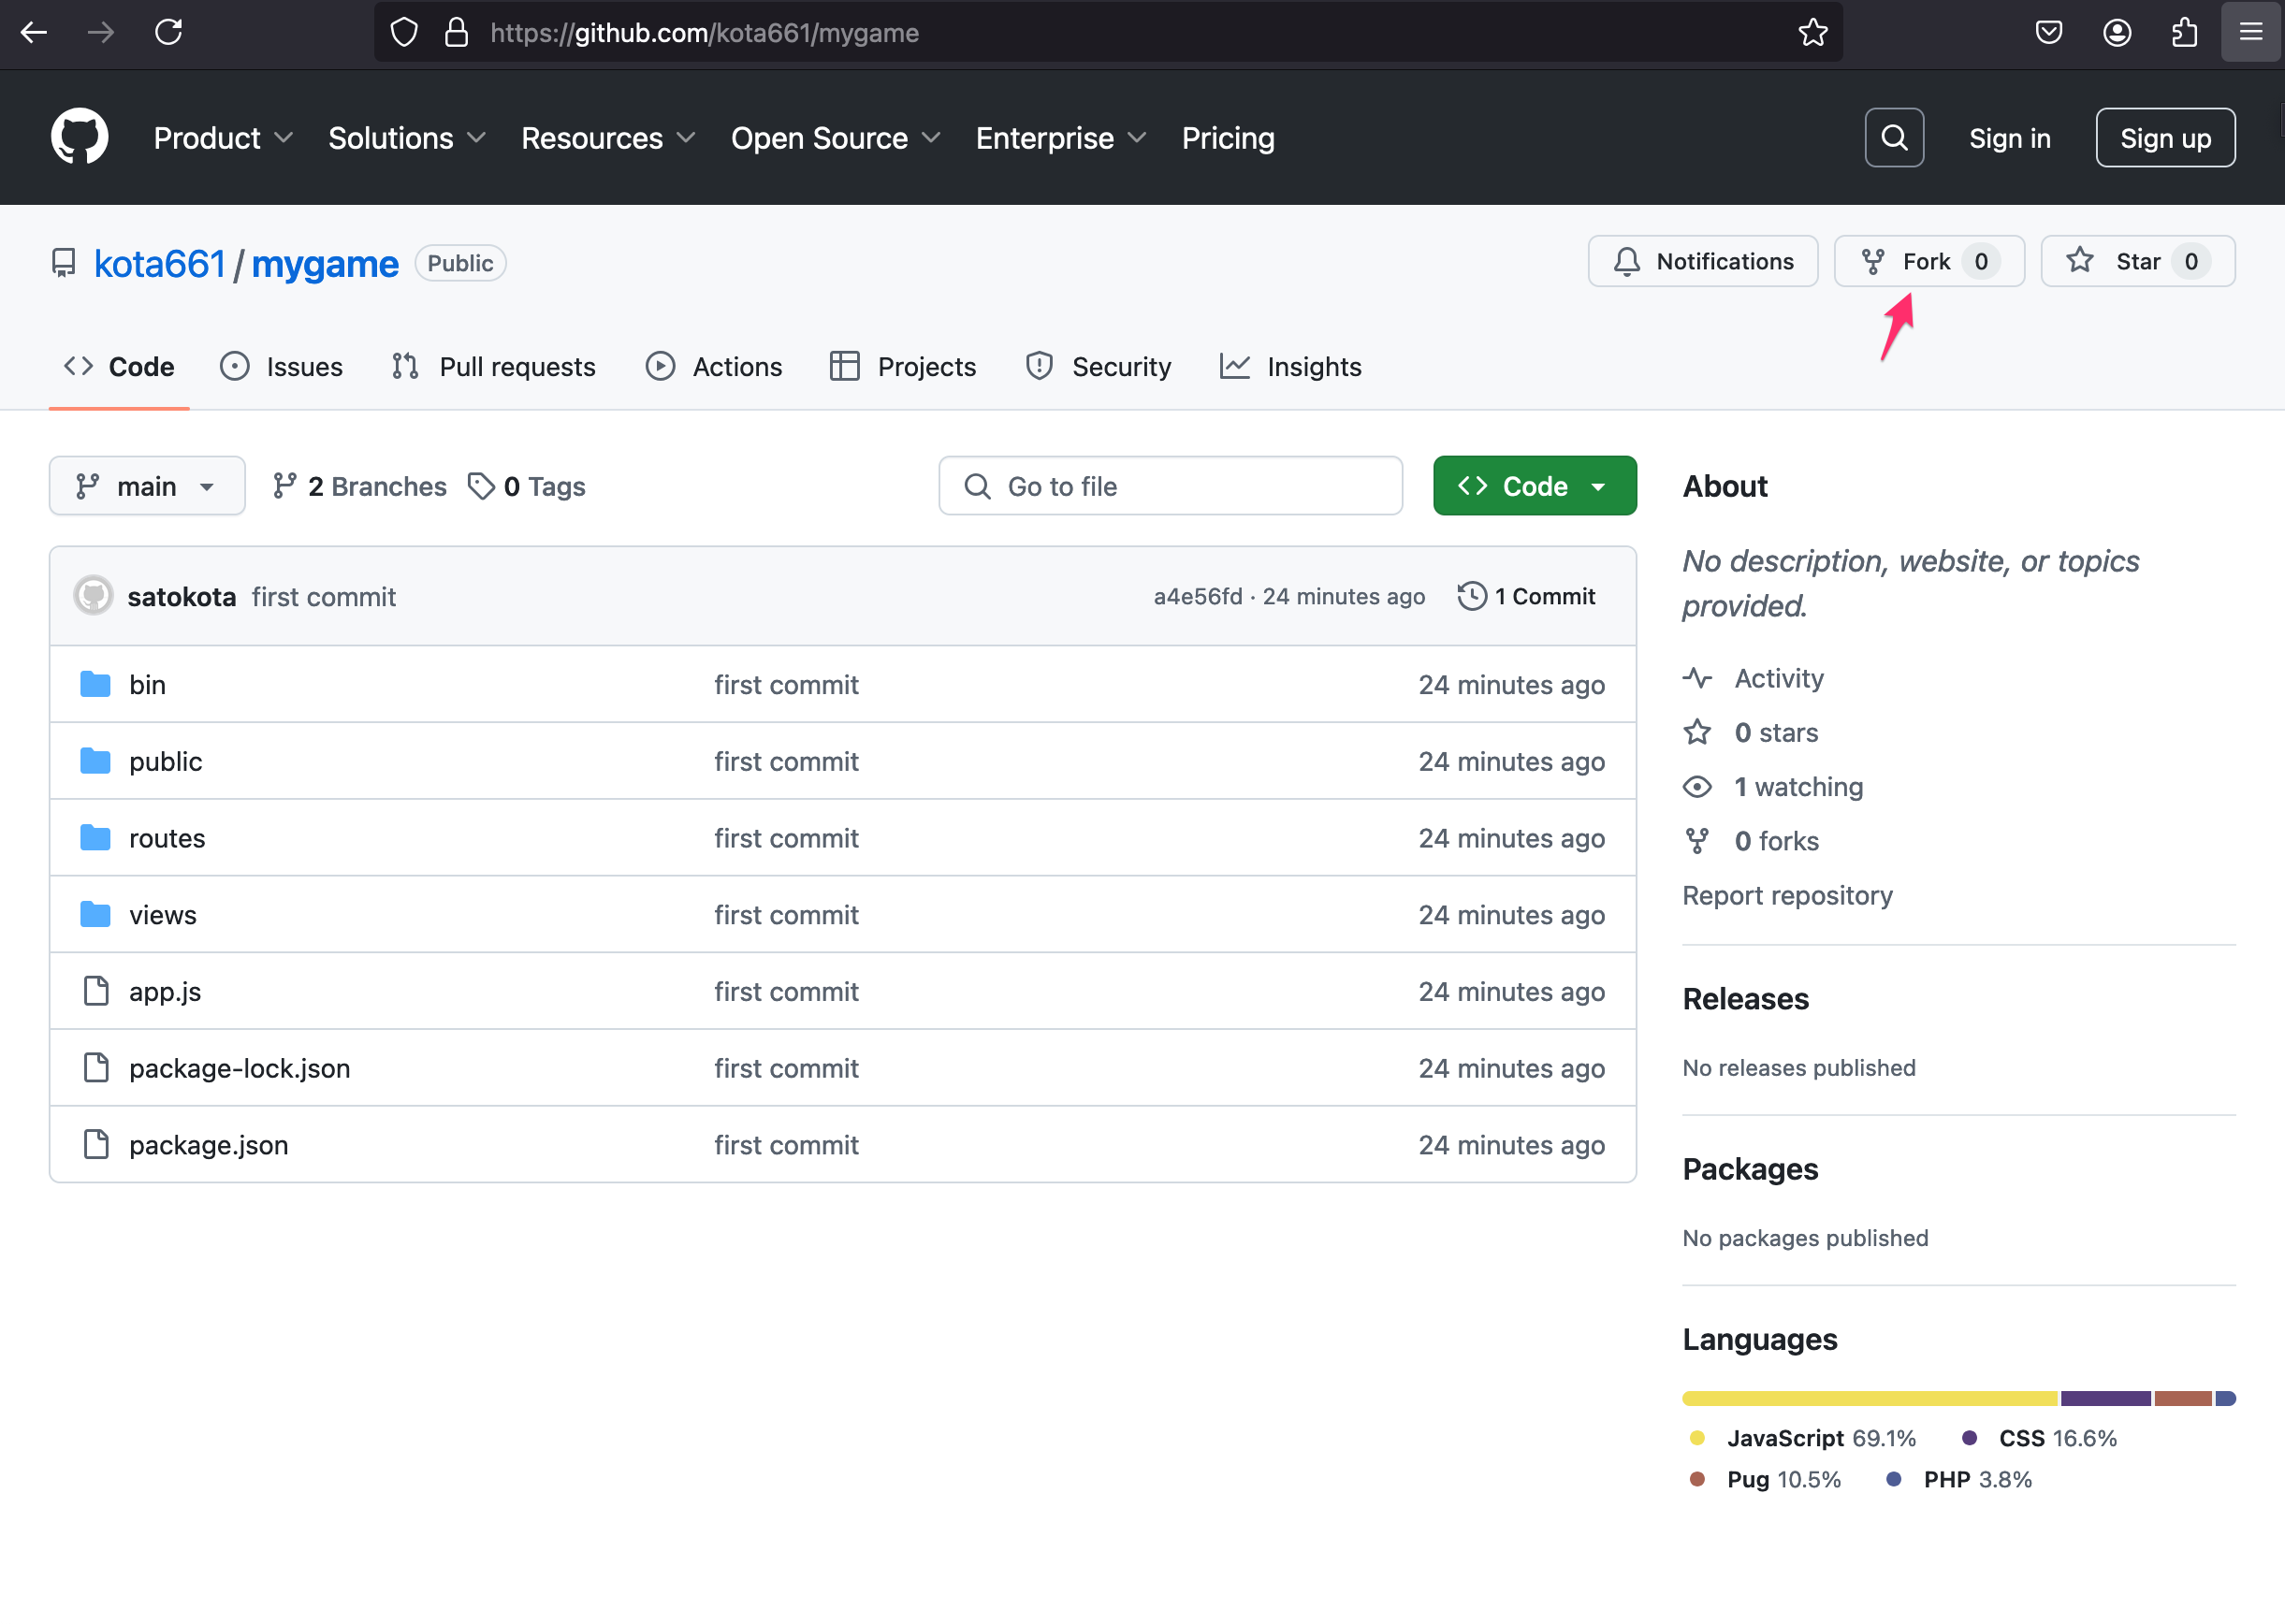 https://github.com/kota661/mygame
Product Solutions Resources Open Source Enterprise Pricing Sign in Sign up
kota661 / mygame Public Notifications Fork 0 Star 0
Code Issues Pull requests Actions Projects Security Insights
main 2 Branches 0 Tags Go to file Code
satokota first commit a4e56fd · 24 minutes ago 1 Commit
bin first commit 24 minutes ago
public first commit 24 minutes ago
routes first commit 24 minutes ago
views first commit 24 minutes ago
app.js first commit 24 minutes ago
package-lock.json first commit 24 minutes ago
package.json first commit 24 minutes ago
About
No description, website, or topics
provided.
Activity
0 stars
1 watching
0 forks
Report repository
Releases
No releases published
Packages
No packages published
Languages
JavaScript 69.1% CSS 16.6%
Pug 10.5% PHP 3.8%